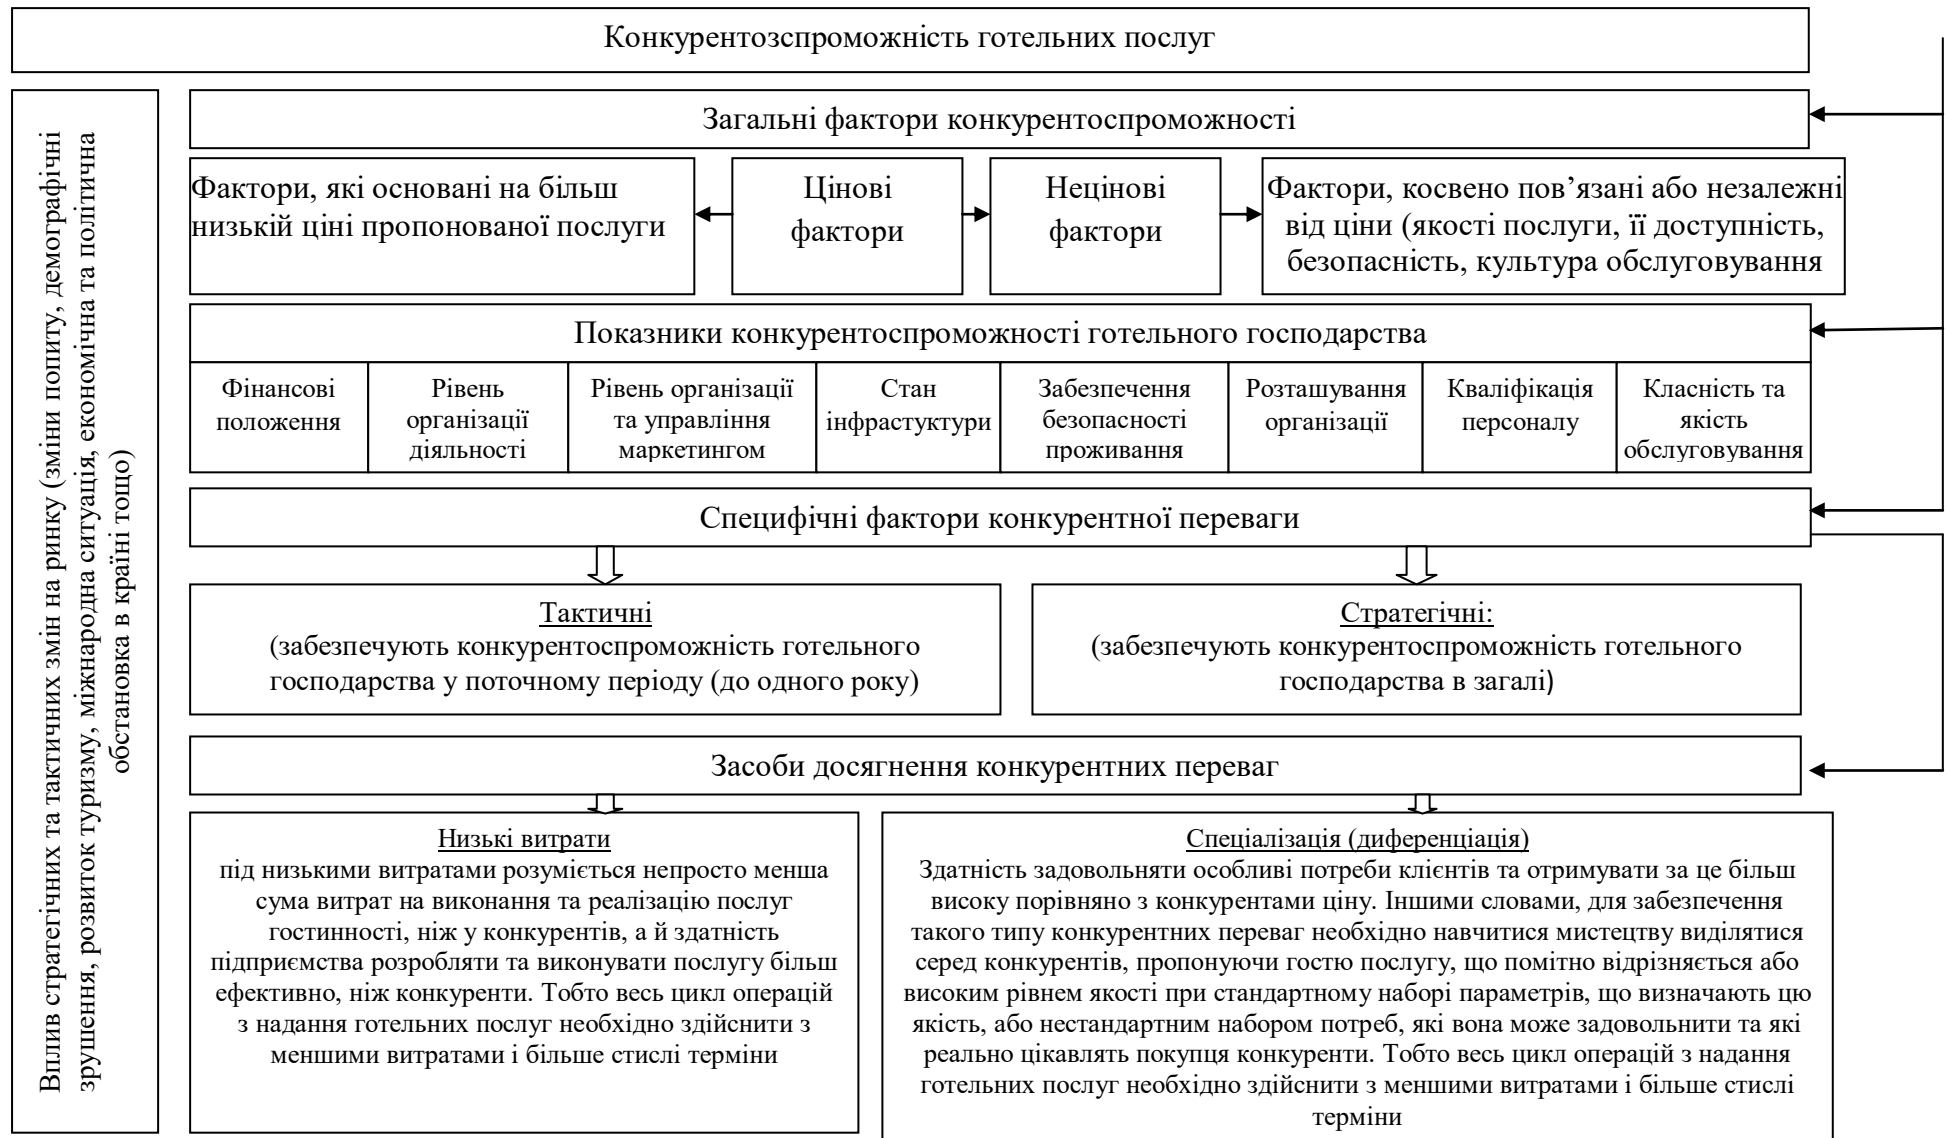 Конкурентозспроможність готельних послуг
Вплив стратегічних та тактичних змін на ринку (зміни попиту, демографічні
зрушення, розвиток туризму, міжнародна ситуація, економічна та політична
обстановка в країні тощо)
Загальні фактори конкурентоспроможності
Фактори, які основані на більш
низькій ціні пропонованої послуги
Цінові
фактори
Нецінові
фактори
Фактори, косвено пов’язані або незалежні
від ціни (якості послуги, її доступність,
безопасність, культура обслуговування
Показники конкурентоспроможності готельного господарства
Фінансові
положення
Рівень
організації
діяльності
Рівень організації
та управління
маркетингом
Стан
інфрастуктури
Забезпечення
безопасності
проживання
Розташування
організації
Кваліфікація
персоналу
Класність та
якість
обслуговування
Специфічні фактори конкурентної переваги
Тактичні
(забезпечують конкурентоспроможність готельного
господарства у поточному періоду (до одного року)
Стратегічні:
(забезпечують конкурентоспроможність готельного
господарства в загалі)
Засоби досягнення конкурентних переваг
Низькі витрати
під низькими витратами розуміється непросто менша
сума витрат на виконання та реалізацію послуг
гостинності, ніж у конкурентів, а й здатність
підприємства розробляти та виконувати послугу більш
ефективно, ніж конкуренти. Тобто весь цикл операцій
з надання готельних послуг необхідно здійснити з
меншими витратами і більше стислі терміни
Спеціалізація (диференціація)
Здатність задовольняти особливі потреби клієнтів та отримувати за це більш
високу порівняно з конкурентами ціну. Іншими словами, для забезпечення
такого типу конкурентних переваг необхідно навчитися мистецтву виділятися
серед конкурентів, пропонуючи гостю послугу, що помітно відрізняється або
високим рівнем якості при стандартному наборі параметрів, що визначають цю
якість, або нестандартним набором потреб, які вона може задовольнити та які
реально цікавлять покупця конкуренти. Тобто весь цикл операцій з надання
готельних послуг необхідно здійснити з меншими витратами і більше стислі
терміни